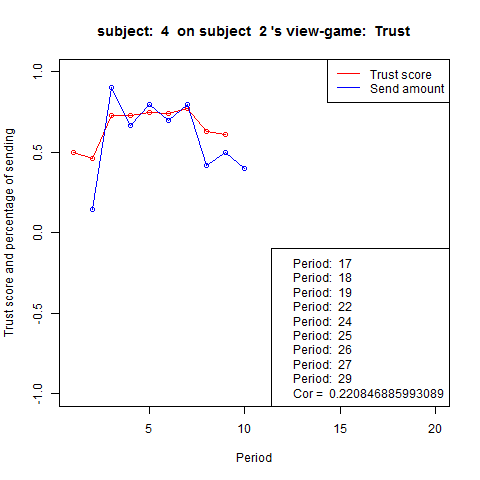 subject:  4  on subject  2 's view-game:  Trust
Trust score
Send amount
Trust score and percentage of sending
1.0
0.5
0.0
-0.5
-1.0
Period:  17
Period:  18
Period:  19
Period:  22
Period:  24
Period:  25
Period:  26
Period:  27
Period:  29
Cor =  0.220846885993089
5 10 15 20
Period